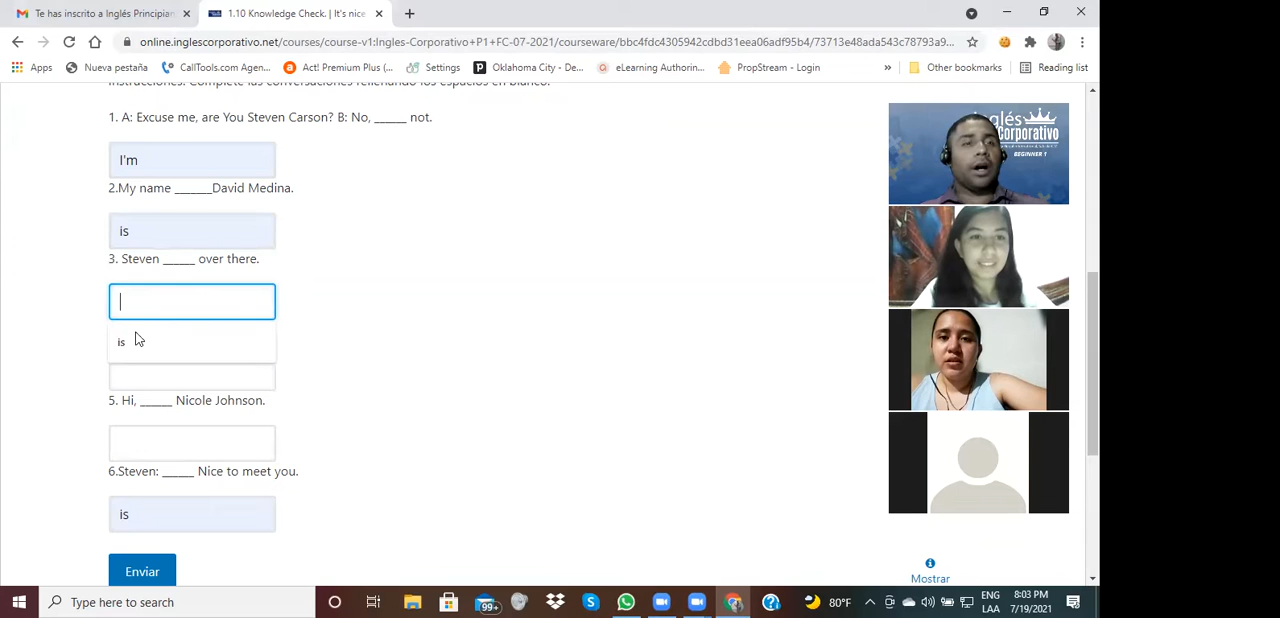 Te has inscrito a Inglés Principian
1.10 Knowledge Check. | It's nice
online.inglescorporativo.net/courses/course-v1:Ingles-Corporativo+P1+FC-07-2021/courseware/bbc4fdc4305942cdbd31eea06adf95b4/73713e48ada543c78793a9...
Apps
Nueva pestaña
CallTools.com Agen...
Act! Premium Plus (...
Settings
Oklahoma City - De...
eLearning Authorin...
PropStream - Login
»
Other bookmarks
Reading list
Instrucciones: Complete las conversaciones rellenando los espacios en blanco.
1. A: Excuse me, are You Steven Carson? B: No, ______ not.
I'm
2.My name _______David Medina.
is
3. Steven ______ over there.
is
5. Hi, ______ Nicole Johnson.
6.Steven: ______ Nice to meet you.
is
Enviar
inglés
Corporativo
BEGINNER 1
Mostrar
Type here to search
99+
80°F
ENG
LAA
8:03 PM
7/19/2021